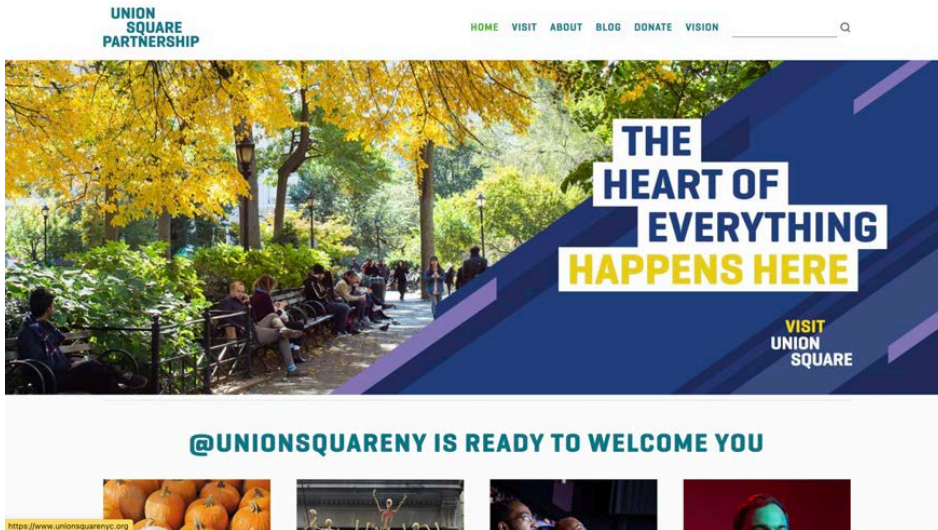 UNION
SQUARE
PARTNERSHIP
HOME VISIT ABOUT BLOG DONATE VISION
THE
HEART OF
EVERYTHING
HAPPENS HERE
VISIT
UNION
SQUARE
@UNIONSQUARENY IS READY TO WELCOME YOU
https://www.unionsquarenyc.org